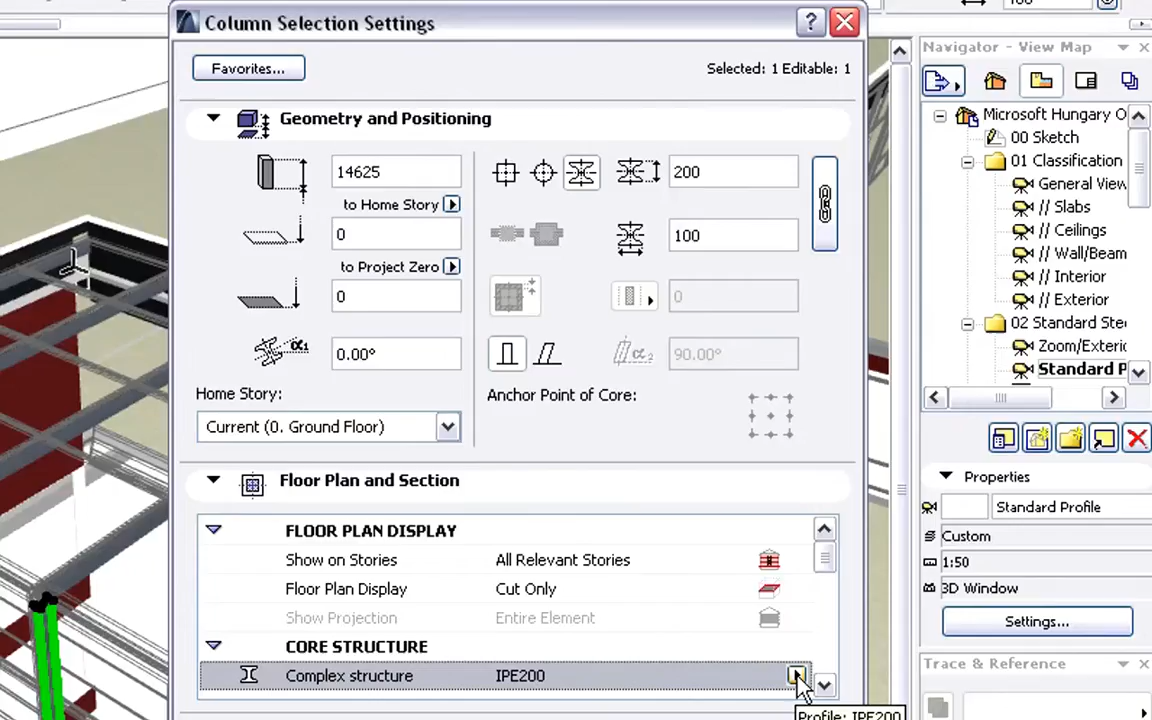 Column Selection Settings
?
Favorites...
Selected: 1 Editable: 1
Geometry and Positioning
14625
to Home Story
0
to Project Zero
0
α1
0.00°
200
100
0
α2
90.00°
Home Story:
Current (0. Ground Floor)
Anchor Point of Core:
Floor Plan and Section
FLOOR PLAN DISPLAY
Show on Stories All Relevant Stories
Floor Plan Display Cut Only
Show Projection Entire Element
CORE STRUCTURE
Complex structure IPE200
Profile: IPE200
Navigator - View Map
Microsoft Hungary O
00 Sketch
01 Classification
General View
// Slabs
// Ceilings
// Wall/Beam
// Interior
// Exterior
02 Standard Stee
Zoom/Exterio
Standard P
Properties
Standard Profile
Custom
1:50
3D Window
Settings...
Trace & Reference